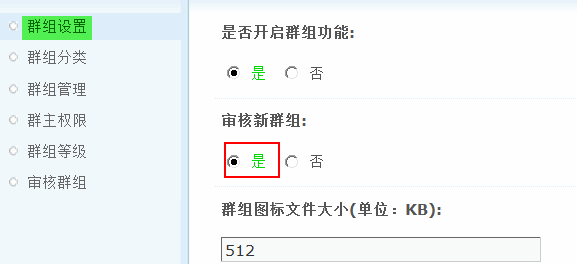 群组设置
群组分类
群组管理
群主权限
群组等级
审核群组
是否开启群组功能:
是 否
审核新群组:
是 否
群组图标文件大小(单位：KB):
512